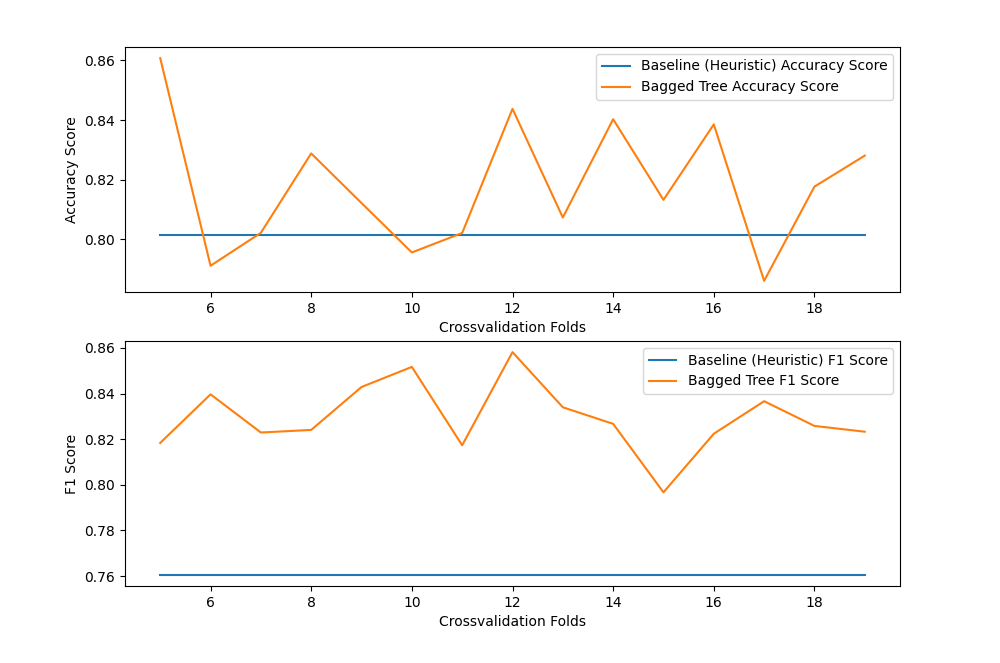 Baseline (Heuristic) Accuracy Score
Bagged Tree Accuracy Score
Accuracy Score
0.86
0.84
0.82
0.80
6 8 10 12 14 16 18
Crossvalidation Folds
Baseline (Heuristic) F1 Score
Bagged Tree F1 Score
F1 Score
0.86
0.84
0.82
0.80
0.78
0.76
6 8 10 12 14 16 18
Crossvalidation Folds